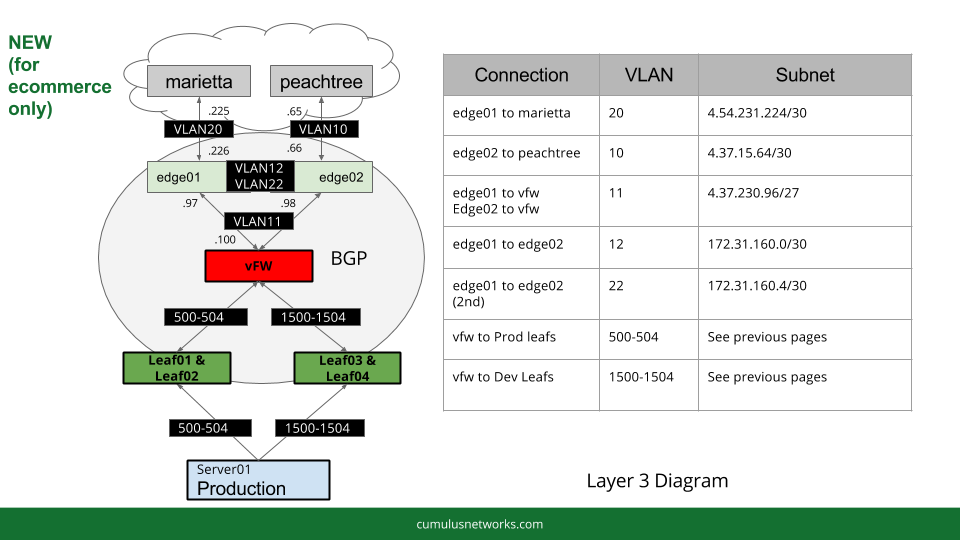 NEW
(for
ecommerce
only)
marietta
peachtree
.225
.65
VLAN20
VLAN10
.226
.66
edge01
VLAN12
VLAN22
edge02
.97
.98
VLAN11
.100
vFW
BGP
500-504
1500-1504
Leaf01 &
Leaf02
Leaf03 &
Leaf04
500-504
1500-1504
Server01
Production
Connection VLAN Subnet
edge01 to marietta 20 4.54.231.224/30
edge02 to peachtree 10 4.37.15.64/30
edge01 to vfw 11 4.37.230.96/27
Edge02 to vfw
edge01 to edge02 12 172.31.160.0/30
edge01 to edge02 22 172.31.160.4/30
(2nd)
vfw to Prod leafs 500-504 See previous pages
vfw to Dev Leafs 1500-1504 See previous pages
Layer 3 Diagram
cumulusnetworks.com